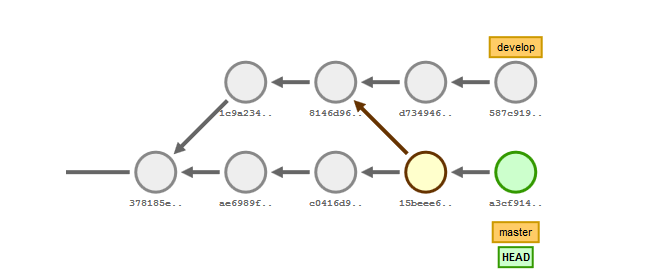 develop
1c9a234.. 8146d96.. d734946.. 587c919..
378185e.. ae6989f.. c0416d9.. 15beee6.. a3cf914..
master
HEAD